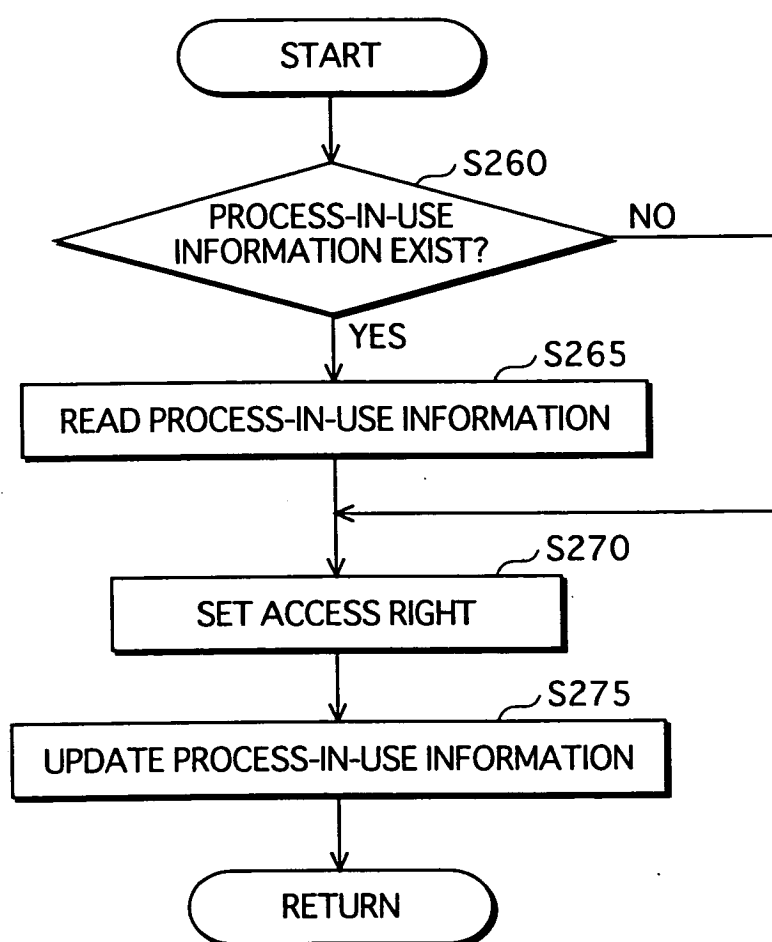 START
S260
PROCESS-IN-USE
INFORMATION EXIST?
NO
YES
S265
READ PROCESS-IN-USE INFORMATION
S270
SET ACCESS RIGHT
S275
UPDATE PROCESS-IN-USE INFORMATION
RETURN